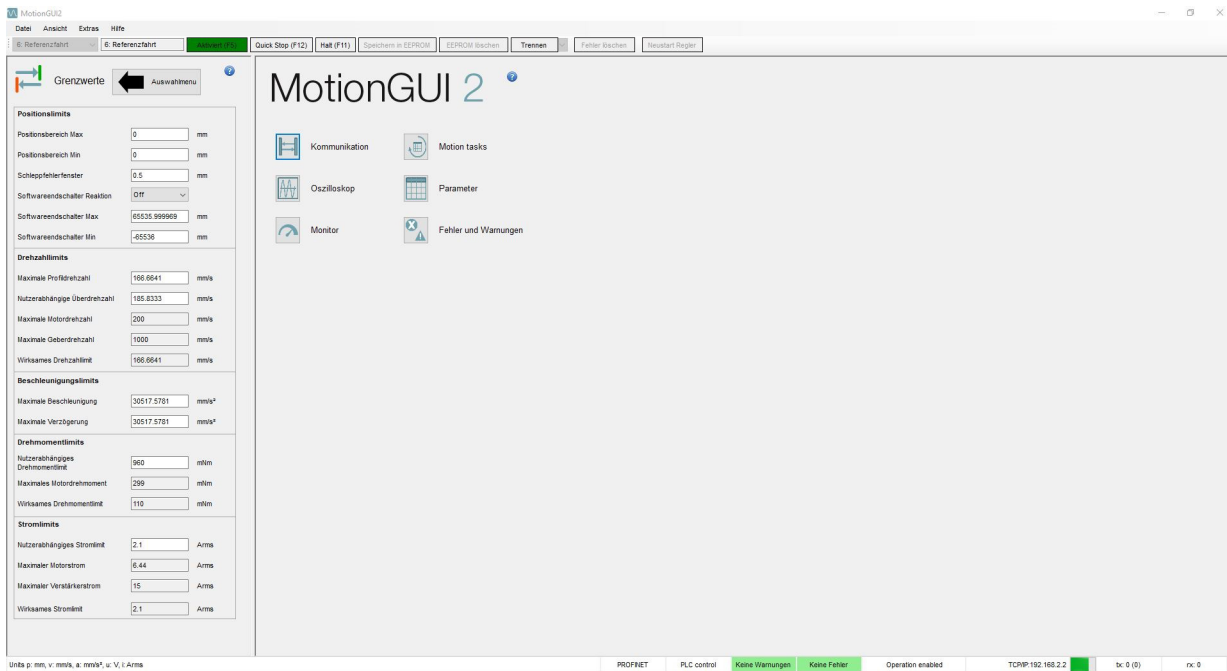 MotionGUI2
Datei Ansicht Extras Hilfe
6: Referenzfahrt 6: Referenzfahrt Aktiviert (F5) Quick Stop (F12) Halt (F11) Speichern in EEPROM EEPROM löschen Trennen Fehler löschen Neustart Regler
Grenzwerte Auswahlmenu
Positionslimits
Positionsbereich Max 0 mm
Positionsbereich Min 0 mm
Schleppfehlerfenster 0.5 mm
Softwareendschalter Reaktion Off
Softwareendschalter Max 65535.999969 mm
Softwareendschalter Min -65536 mm
Drehzahllimits
Maximale Profildrehzahl 166.6641 mm/s
Nutzerabhängige Überdrehzahl 185.8333 mm/s
Maximale Motordrehzahl 200 mm/s
Maximale Geberdrehzahl 1000 mm/s
Wirksames Drehzahllimit 166.6641 mm/s
Beschleunigungslimits
Maximale Beschleunigung 30517.5781 mm/s²
Maximale Verzögerung 30517.5781 mm/s²
Drehmomentlimits
Nutzerabhängiges
Drehmomentlimit 960 mNm
Maximales Motordrehmoment 299 mNm
Wirksames Drehmomentlimit 110 mNm
Stromlimits
Nutzerabhängiges Stromlimit 2.1 Arms
Maximaler Motorstrom 6.44 Arms
Maximaler Verstärkerstrom 15 Arms
Wirksames Stromlimit 2.1 Arms
MotionGUI 2
Kommunikation Motion tasks
Oszilloskop Parameter
Monitor Fehler und Warnungen
Units p: mm, v: mm/s, a: mm/s², u: V, i: Arms PROFINET PLC control Keine Warnungen Keine Fehler Operation enabled TCP/IP:192.168.2.2 tx: 0 (0) rx: 0